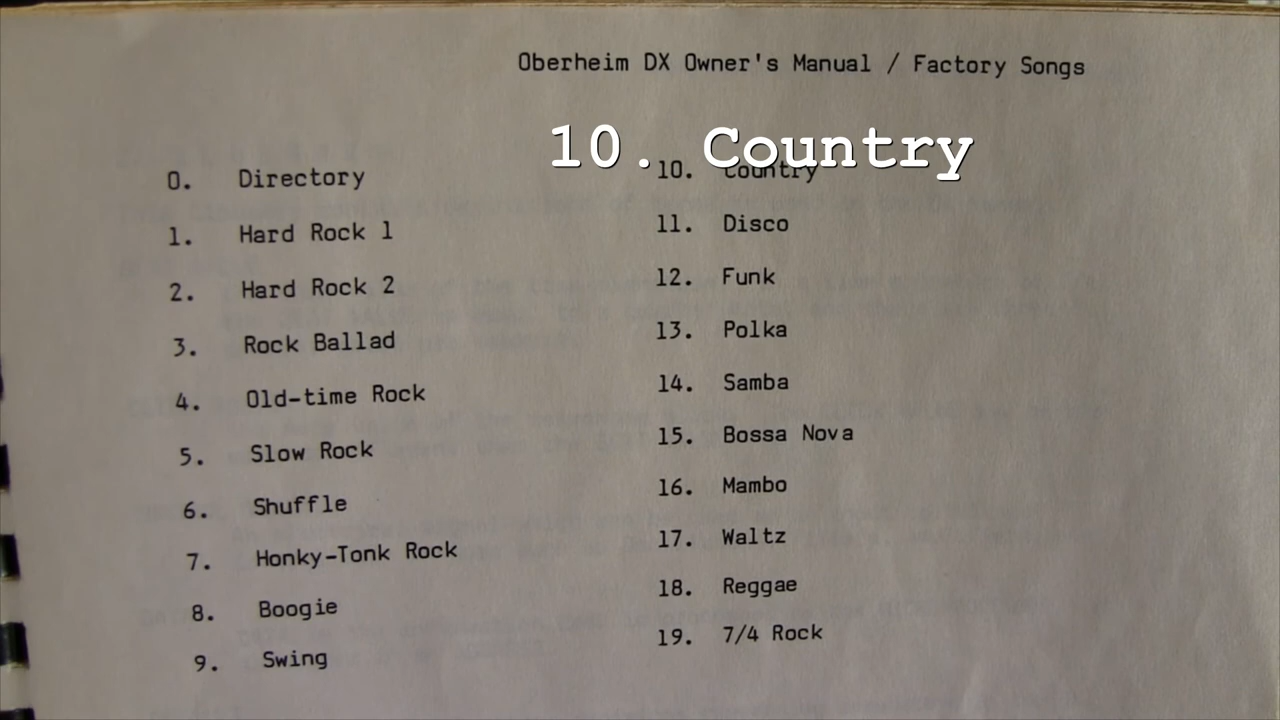 Oberheim DX Owner's Manual / Factory Songs
10. Country
0. Directory
1. Hard Rock 1
2. Hard Rock 2
3. Rock Ballad
4. Old-time Rock
5. Slow Rock
6. Shuffle
7. Honky-Tonk Rock
8. Boogie
9. Swing
10. Country
11. Disco
12. Funk
13. Polka
14. Samba
15. Bossa Nova
16. Mambo
17. Waltz
18. Reggae
19. 7/4 Rock